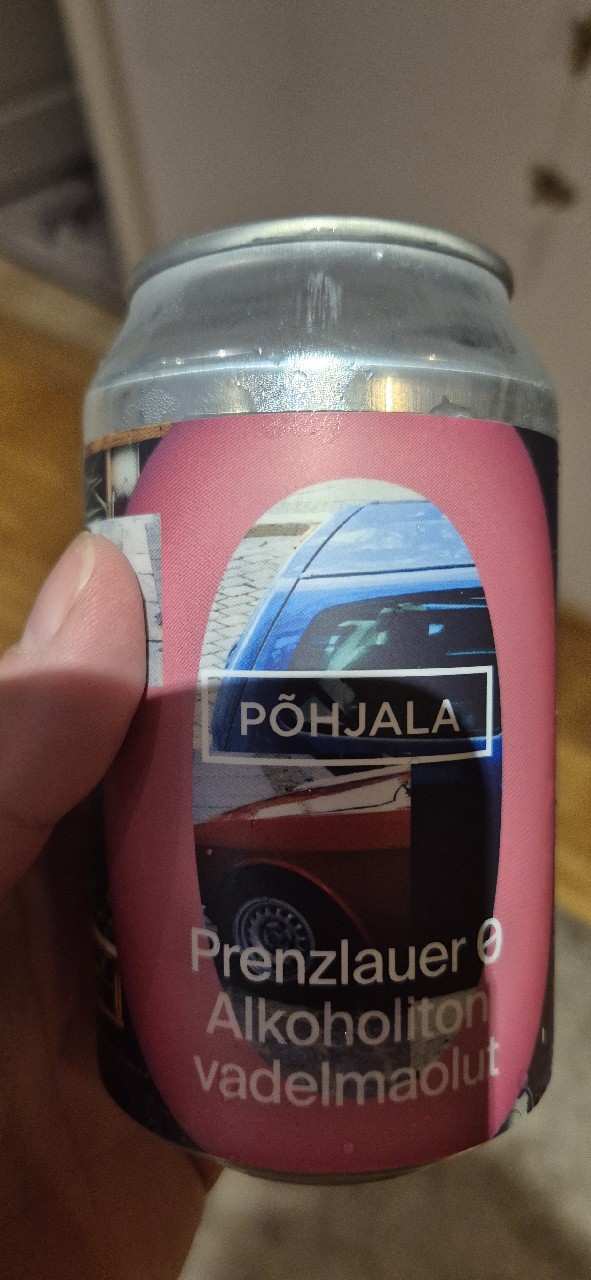 PÕHJALA
Prenzlauer 0
Alkoholiton
vadelmaolut